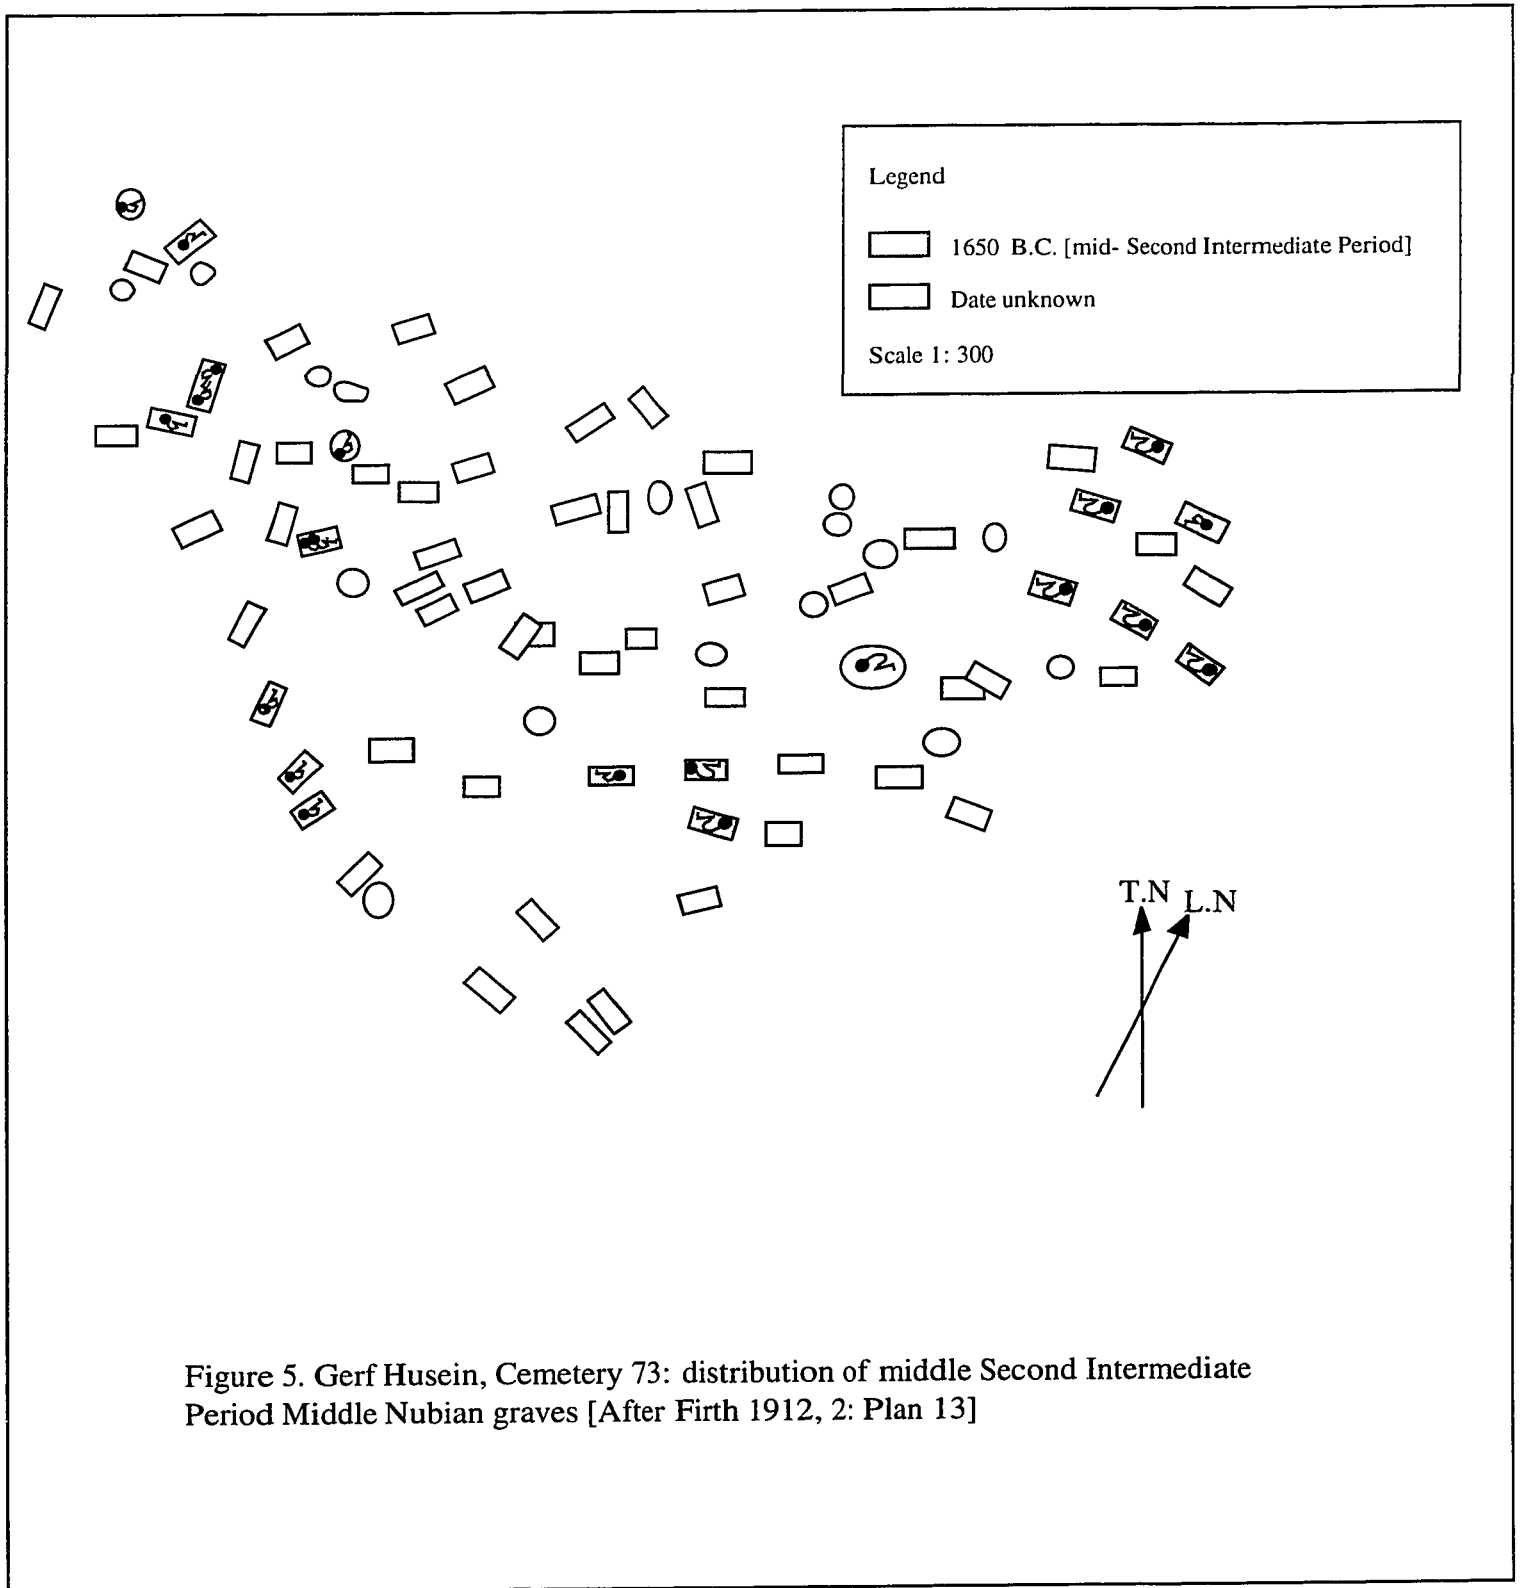 Legend
1650 B.C. [mid- Second Intermediate Period]
Date unknown
Scale 1: 300
T.N L.N
Figure 5. Gerf Husein, Cemetery 73: distribution of middle Second Intermediate
Period Middle Nubian graves [After Firth 1912, 2: Plan 13]